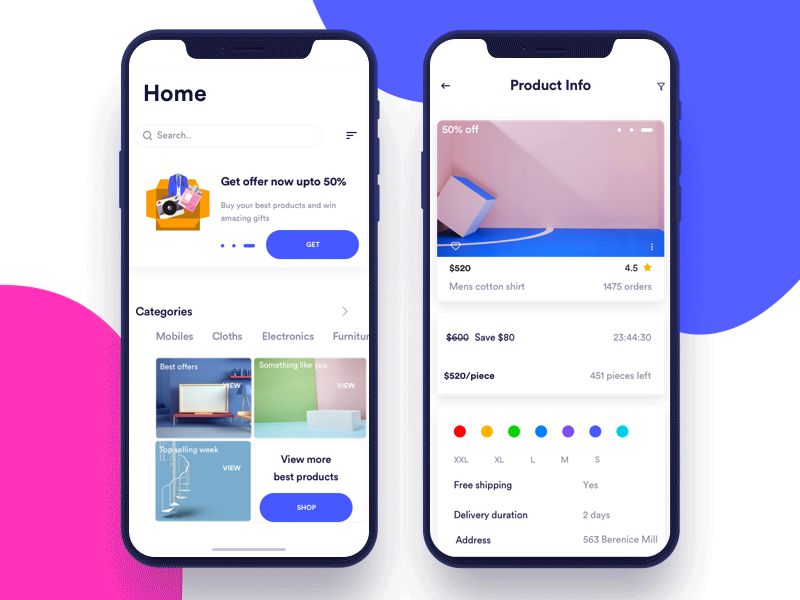 Home
Search..
Get offer now upto 50%
Buy your best products and win
amazing gifts
GET
Categories
Mobiles Cloths Electronics Furnitur
Best offers
VIEW
Something like you
VIEW
Top selling week
VIEW
View more
best products
SHOP
Product Info
50% off
$520 4.5
Mens cotton shirt 1475 orders
$600 Save $80 23:44:30
$520/piece 451 pieces left
XXL XL L M S
Free shipping Yes
Delivery duration 2 days
Address 563 Berenice Mill